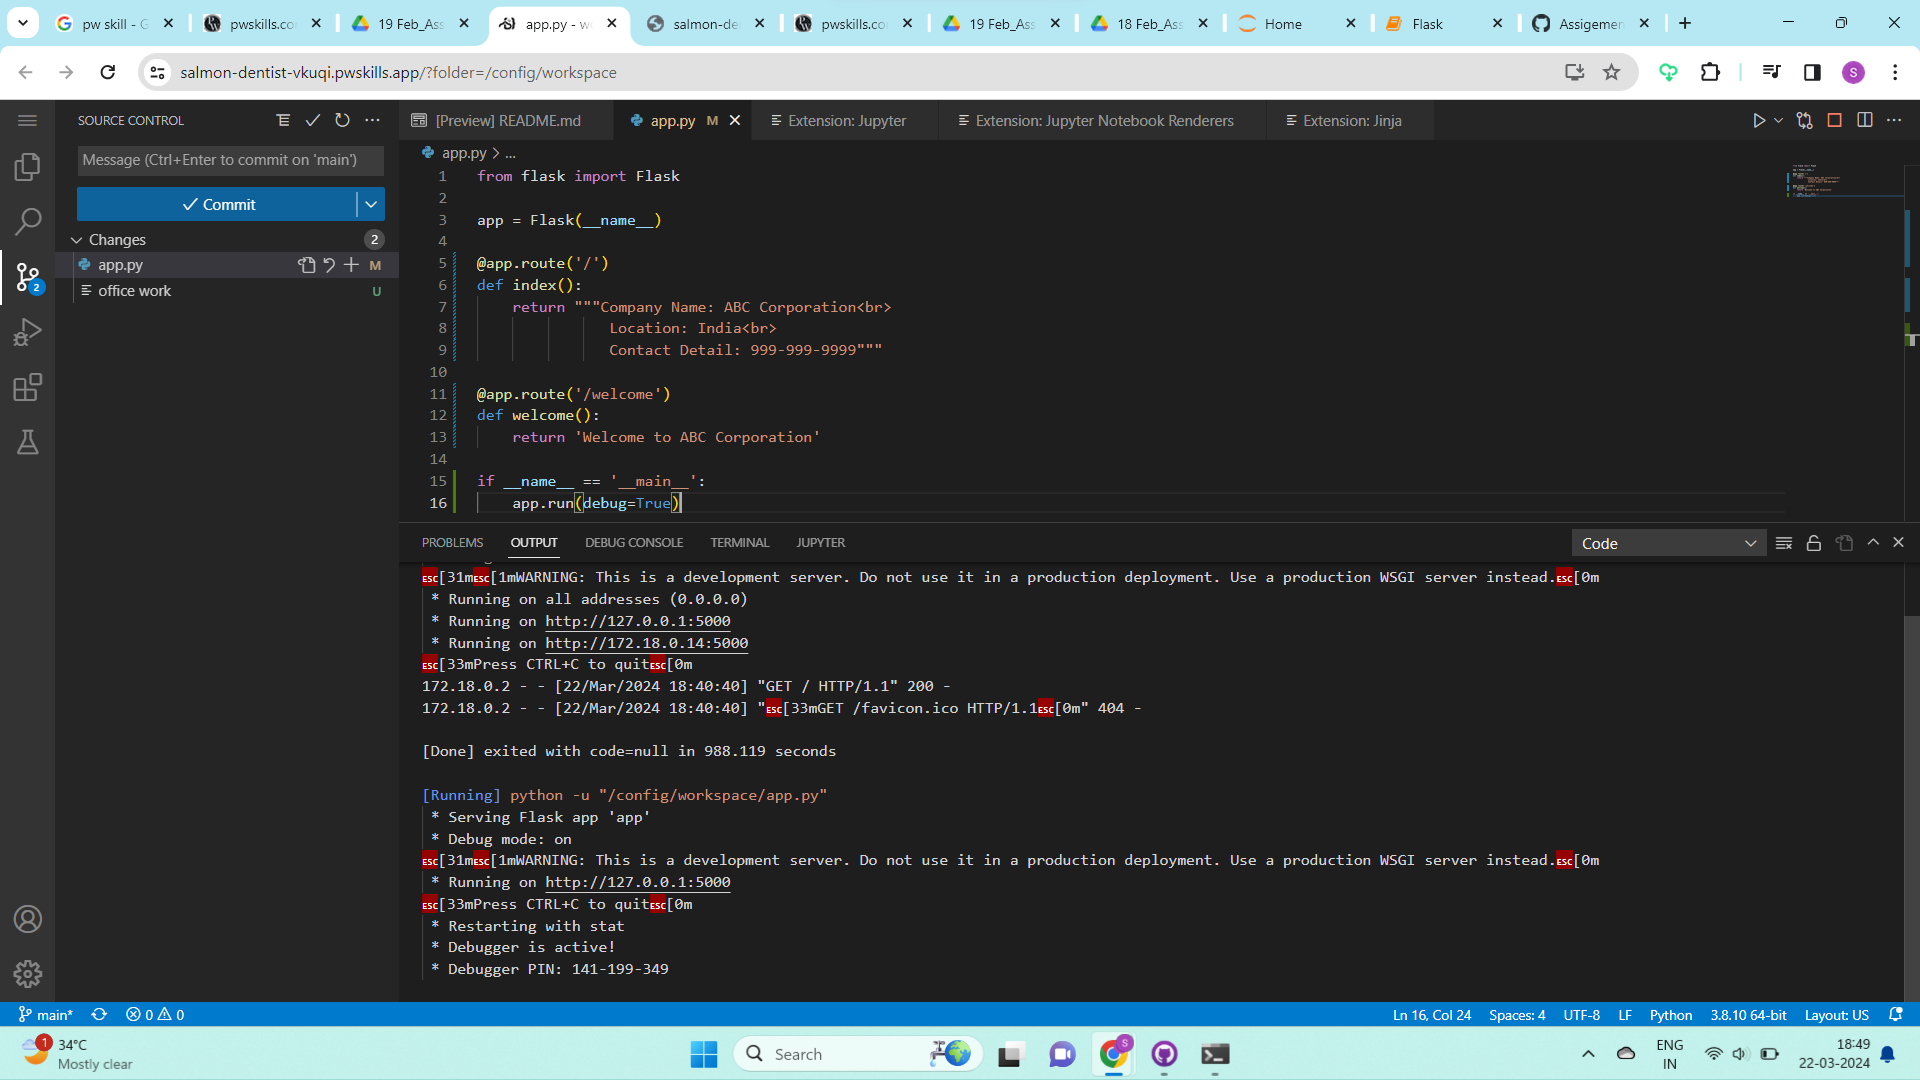 pw skill - G
pwskills.co
19 Feb_Ass
app.py - w
salmon-de
pwskills.co
19 Feb_Ass
18 Feb_Ass
Home
Flask
Assigemen
salmon-dentist-vkuqi.pwskills.app/?folder=/config/workspace
S
SOURCE CONTROL
[Preview] README.md
app.py M
Extension: Jupyter
Extension: Jupyter Notebook Renderers
Extension: Jinja
Message (Ctrl+Enter to commit on 'main')
Commit
Changes 2
app.py M
office work U
2
app.py > ...
1 from flask import Flask
2
3 app = Flask(__name__)
4
5 @app.route('/')
6 def index():
7 return """Company Name: ABC Corporation<br>
8 Location: India<br>
9 Contact Detail: 999-999-9999"""
10
11 @app.route('/welcome')
12 def welcome():
13 return 'Welcome to ABC Corporation'
14
15 if __name__ == '__main__':
16 app.run(debug=True)
PROBLEMS OUTPUT DEBUG CONSOLE TERMINAL JUPYTER
Code
ESC[31mESC[1mWARNING: This is a development server. Do not use it in a production deployment. Use a production WSGI server instead.ESC[0m
* Running on all addresses (0.0.0.0)
* Running on http://127.0.0.1:5000
* Running on http://172.18.0.14:5000
ESC[33mPress CTRL+C to quitESC[0m
172.18.0.2 - - [22/Mar/2024 18:40:40] "GET / HTTP/1.1" 200 -
172.18.0.2 - - [22/Mar/2024 18:40:40] "ESC[33mGET /favicon.ico HTTP/1.1ESC[0m" 404 -
[Done] exited with code=null in 988.119 seconds
[Running] python -u "/config/workspace/app.py"
* Serving Flask app 'app'
* Debug mode: on
ESC[31mESC[1mWARNING: This is a development server. Do not use it in a production deployment. Use a production WSGI server instead.ESC[0m
* Running on http://127.0.0.1:5000
ESC[33mPress CTRL+C to quitESC[0m
* Restarting with stat
* Debugger is active!
* Debugger PIN: 141-199-349
main* 0 0
Ln 16, Col 24 Spaces: 4 UTF-8 LF Python 3.8.10 64-bit Layout: US
1
34°C
Mostly clear
Search
S
ENG
IN
18:49
22-03-2024